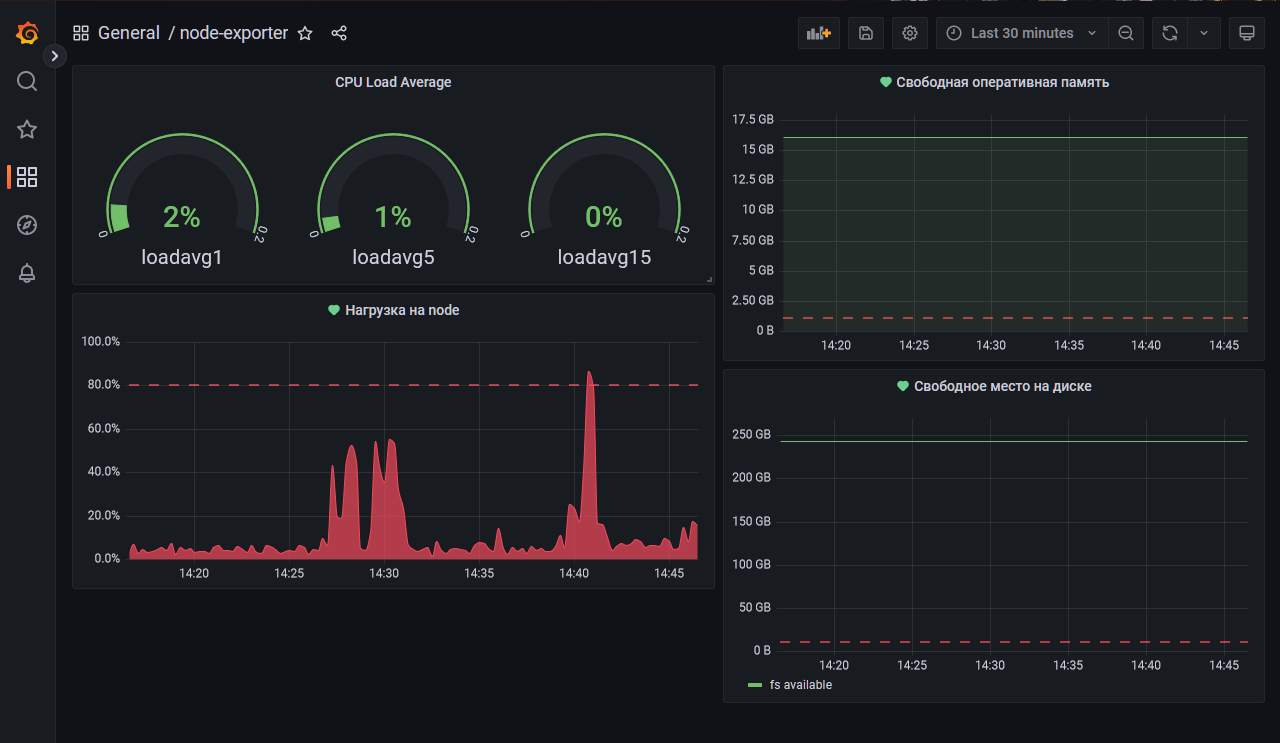 General / node-exporter
Last 30 minutes
CPU Load Average
2%
0
0.2
loadavg1
1%
0
0.2
loadavg5
0%
0
0.2
loadavg15
Свободная оперативная память
17.5 GB
15 GB
12.5 GB
10 GB
7.50 GB
5 GB
2.50 GB
0 B
14:20 14:25 14:30 14:35 14:40 14:45
Нагрузка на node
100.0%
80.0%
60.0%
40.0%
20.0%
0.0%
14:20 14:25 14:30 14:35 14:40 14:45
Свободное место на диске
250 GB
200 GB
150 GB
100 GB
50 GB
0 B
14:20 14:25 14:30 14:35 14:40 14:45
fs available